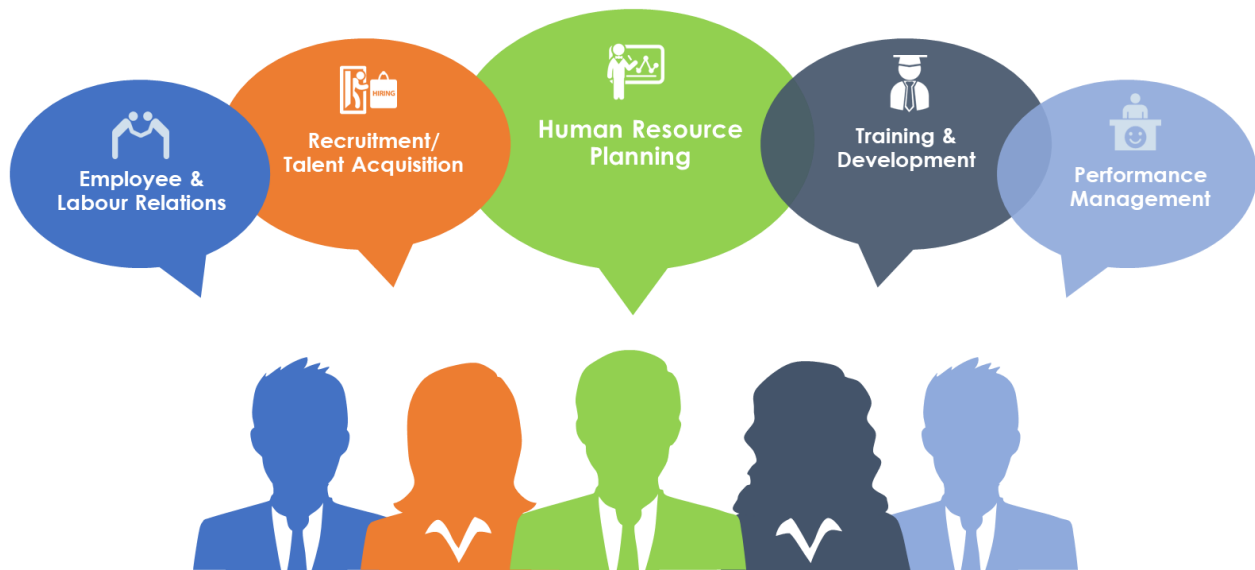 Employee &
Labour Relations
HIRING
Recruitment/
Talent Acquisition
Human Resource
Planning
Training &
Development
Performance
Management